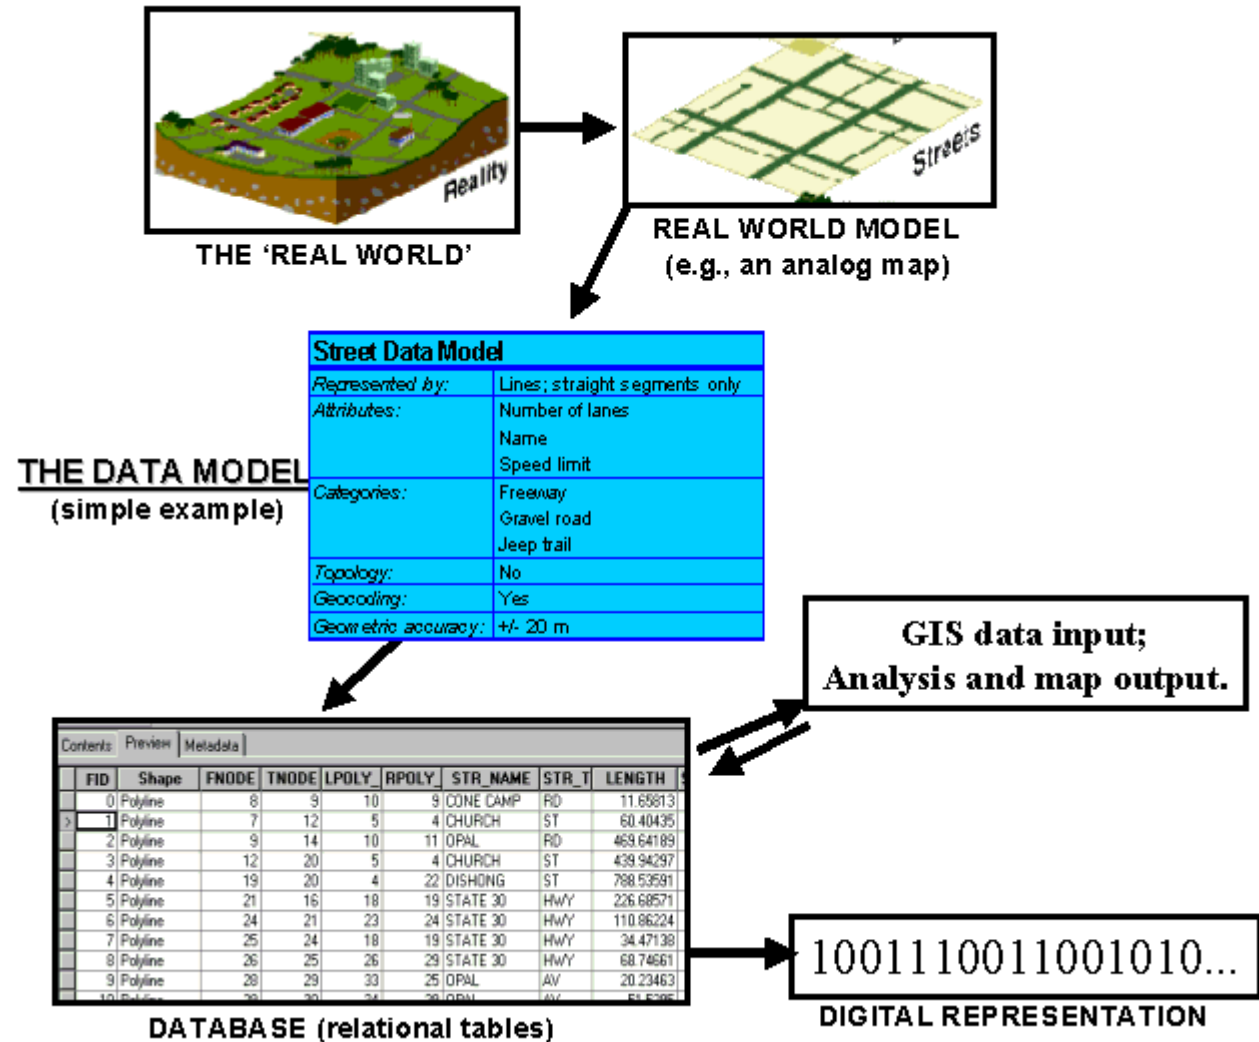 Reality
Streets
THE ‘REAL WORLD’
REAL WORLD MODEL
(e.g., an analog map)
Street Data Model
Represented by: Lines; straight segments only
Attributes: Number of lanes
Name
Speed limit
THE DATA MODEL
(simple example)
Categories: Freeway
Gravel road
Jeep trail
Topology: No
Geocoding: Yes
Geometric accuracy: +/- 20 m
GIS data input;
Analysis and map output.
Contents Preview Metadata
FID Shape FNODE TNODE LPOLY_ RPOLY_ STR_NAME STR_T LENGTH
0 Polyline 8 9 10 9 CONE CAMP RD 11.65813
1 Polyline 7 12 5 4 CHURCH ST 60.40435
2 Polyline 9 14 10 11 OPAL RD 469.64189
3 Polyline 12 20 5 4 CHURCH ST 439.94297
4 Polyline 19 20 4 22 DISHONG ST 788.53591
5 Polyline 21 16 18 19 STATE 30 HWY 226.68571
6 Polyline 24 21 23 24 STATE 30 HWY 110.86224
7 Polyline 25 24 18 19 STATE 30 HWY 34.47138
8 Polyline 26 25 26 29 STATE 30 HWY 68.74661
9 Polyline 28 29 33 25 OPAL AV 20.23463
DATABASE (relational tables)
1001110011001010...
DIGITAL REPRESENTATION